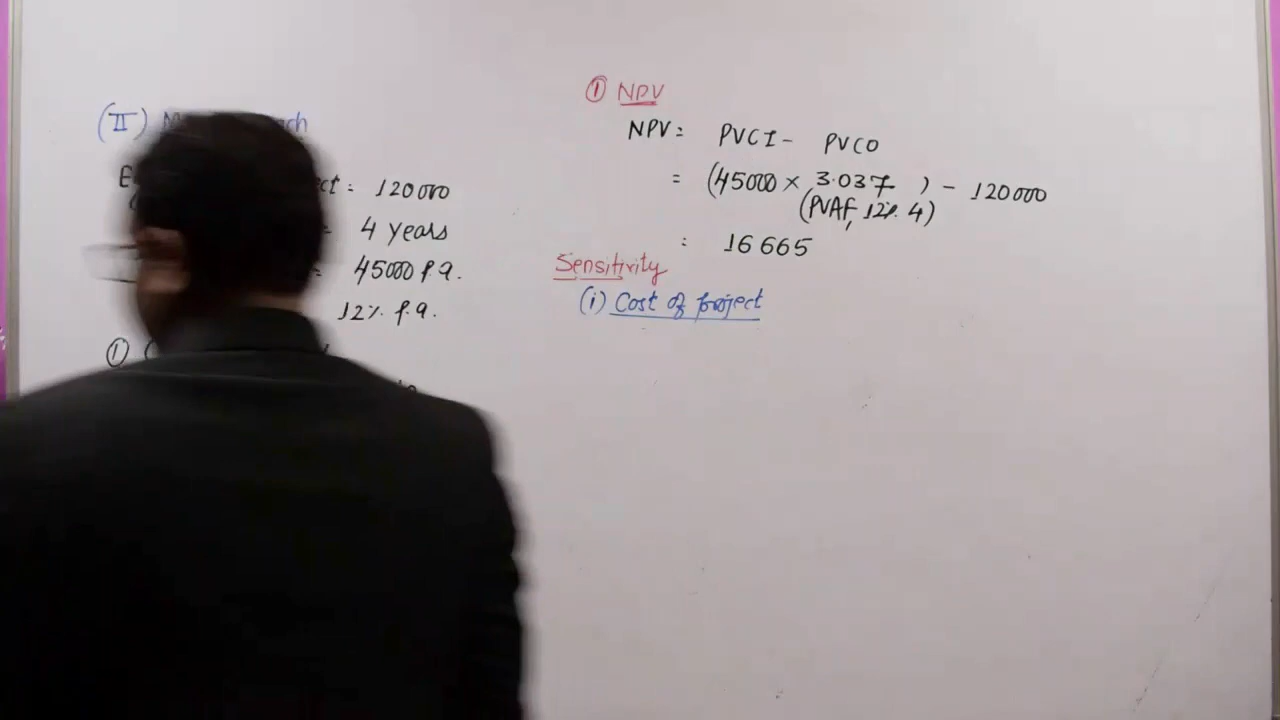 (II)
120000
4 years
45000 p.a.
12% p.a.
①
① NPV
NPV = PVCI - PVCO
= (45000 × 3.037 ) - 120000
(PVAF, 12%, 4)
= 16665
Sensitivity
(i) Cost of project